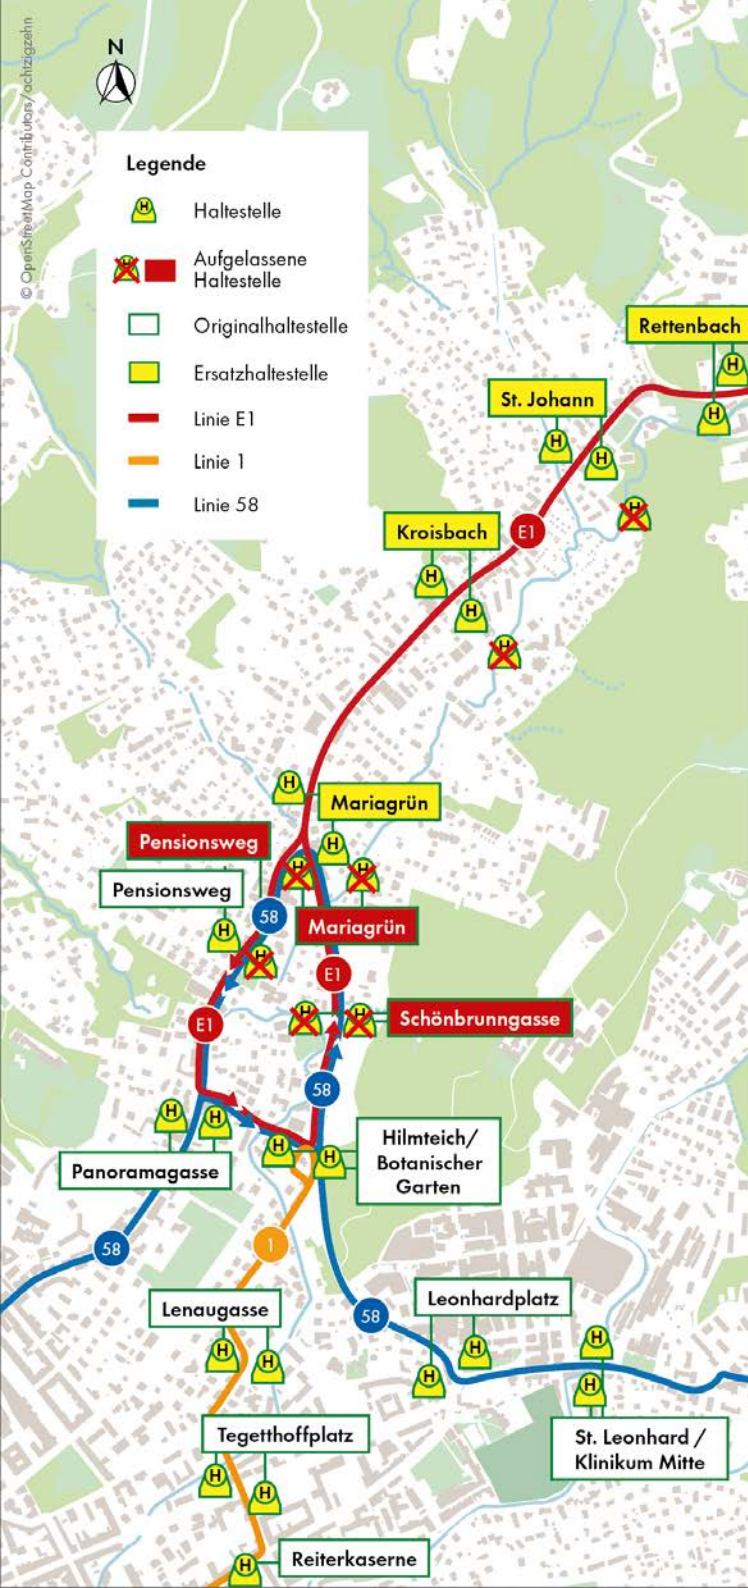 © OpenStreetMap Contributors/achtzigzehn
N
Legende
H
Haltestelle
H
Aufgelassene
Haltestelle
Originalhaltestelle
Ersatzhaltestelle
Linie E1
Linie 1
Linie 58
Rettenbach
H
H
St. Johann
H
H
H
E1
Kroisbach
H
H
H
H
Mariagrün
Pensionsweg
H
H
H
Pensionsweg
58
Mariagrün
H
H
E1
E1
H
H
Schönbrunngasse
58
H
H
Hilmteich/
Botanischer
Garten
H
H
Panoramagasse
58
1
Lenaugasse
Leonhardplatz
58
H
H
H
H
H
H
Tegetthoffplatz
St. Leonhard /
Klinikum Mitte
H
H
Reiterkaserne
H